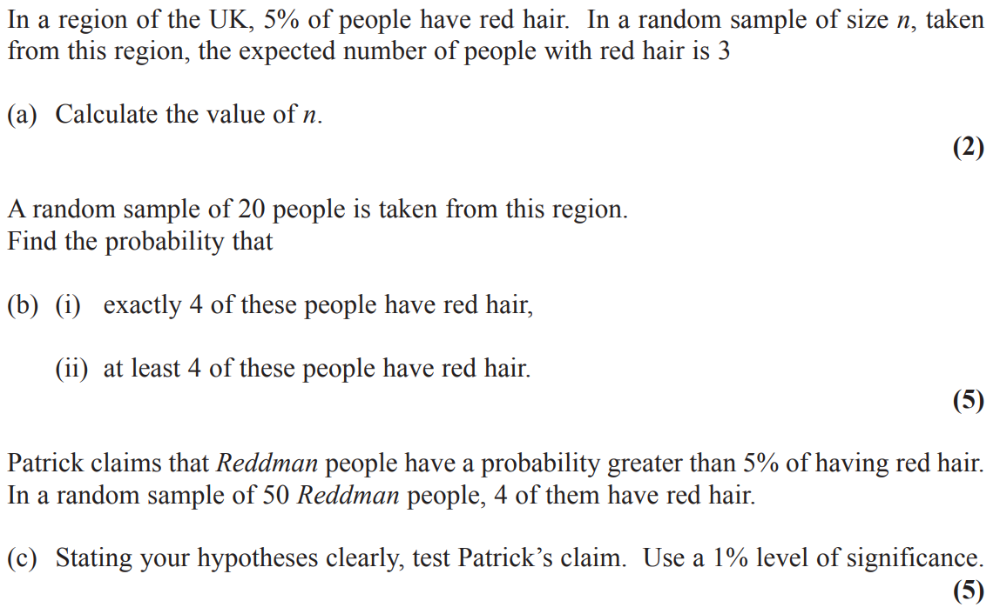 In a region of the UK, 5% of people have red hair. In a random sample of size n, taken
from this region, the expected number of people with red hair is 3
(a) Calculate the value of n.
(2)
A random sample of 20 people is taken from this region.
Find the probability that
(b) (i) exactly 4 of these people have red hair,
(ii) at least 4 of these people have red hair.
(5)
Patrick claims that Reddman people have a probability greater than 5% of having red hair.
In a random sample of 50 Reddman people, 4 of them have red hair.
(c) Stating your hypotheses clearly, test Patrick’s claim. Use a 1% level of significance.
(5)